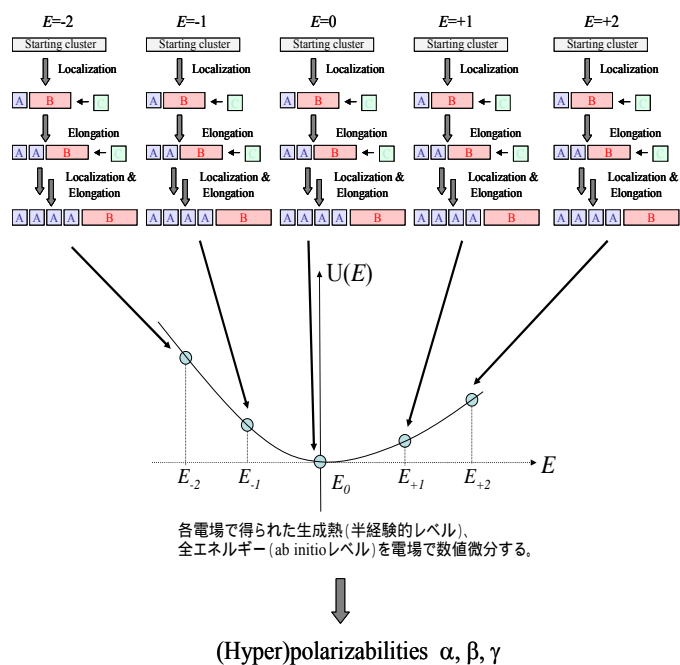 E=-2 E=-1 E=0 E=+1 E=+2
Starting cluster Starting cluster Starting cluster Starting cluster Starting cluster
Localization Localization Localization Localization Localization
A B C A B C A B C A B C A B C
Elongation Elongation Elongation Elongation Elongation
A A B C A A B C A A B C A A B C A A B C
Localization & Localization & Localization & Localization & Localization &
Elongation Elongation Elongation Elongation Elongation
A A A A B A A A A B A A A A B A A A A B A A A A B
U(E)
E
E-2 E-1 E0 E+1 E+2
各電場で得られた生成熱(半経験的レベル)、
全エネルギー(ab initioレベル)を電場で数値微分する。
(Hyper)polarizabilities α, β, γ